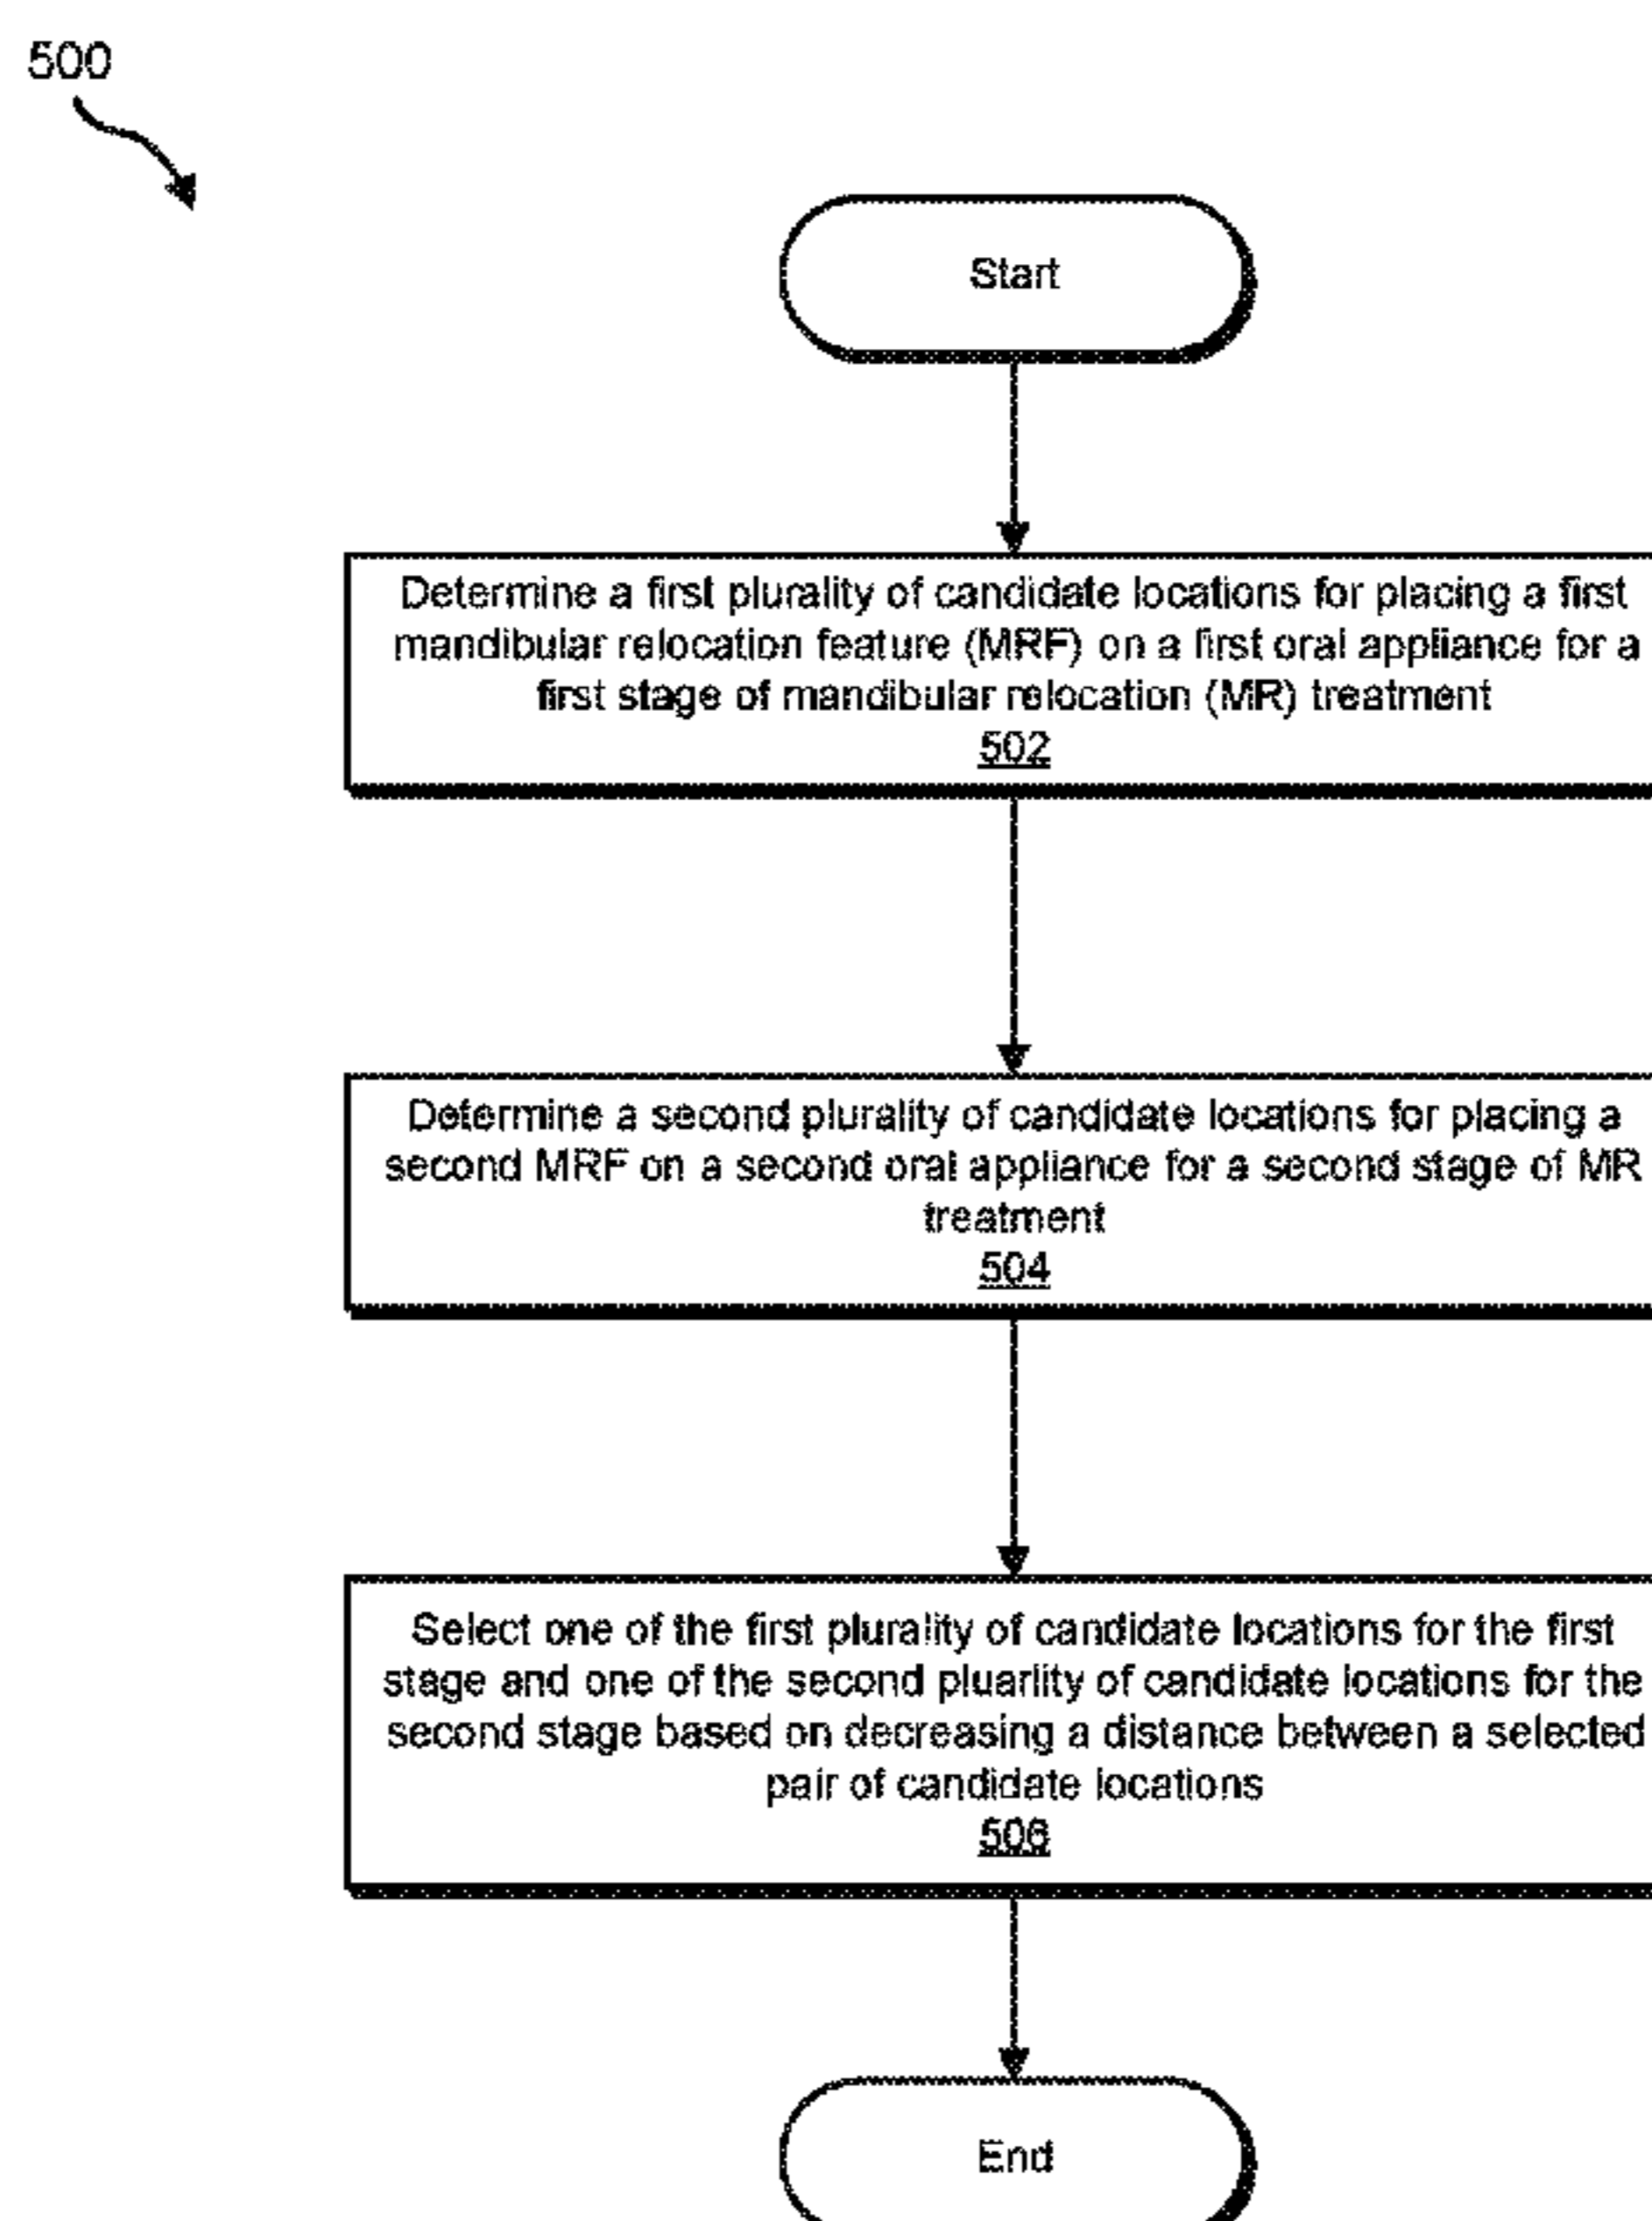 500
Start
Determine a first plurality of candidate locations for placing a first
mandibular relocation feature (MRF) on a first oral appliance for a
first stage of mandibular relocation (MR) treatment
502
Determine a second plurality of candidate locations for placing a
second MRF on a second oral appliance for a second stage of MR
treatment
504
Select one of the first plurality of candidate locations for the first
stage and one of the second pluarlity of candidate locations for the
second stage based on decreasing a distance between a selected
pair of candidate locations
506
End